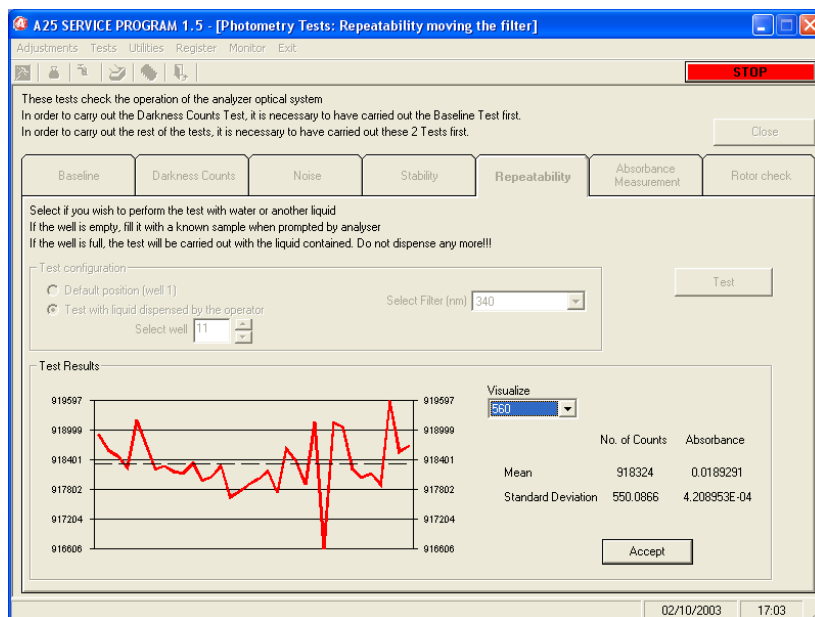 A25 SERVICE PROGRAM 1.5 - [Photometry Tests: Repeatability moving the filter]
Adjustments Tests Utilities Register Monitor Exit
STOP
These tests check the operation of the analyzer optical system
In order to carry out the Darkness Counts Test, it is necessary to have carried out the Baseline Test first.
In order to carry out the rest of the tests, it is necessary to have carried out these 2 Tests first.
Close
Baseline Darkness Counts Noise Stability Repeatability Absorbance Measurement Rotor check
Select if you wish to perform the test with water or another liquid
If the well is empty, fill it with a known sample when prompted by analyser
If the well is full, the test will be carried out with the liquid contained. Do not dispense any more!!!
Test configuration
Default position (well 1)
Test with liquid dispensed by the operator
Select well 11
Select Filter (nm) 340
Test
Test Results
919597 919597
918999 918999
918401 918401
917802 917802
917204 917204
916606 916606
Visualize
560
No. of Counts Absorbance
Mean 918324 0.0189291
Standard Deviation 550.0866 4.208953E-04
Accept
02/10/2003 17:03